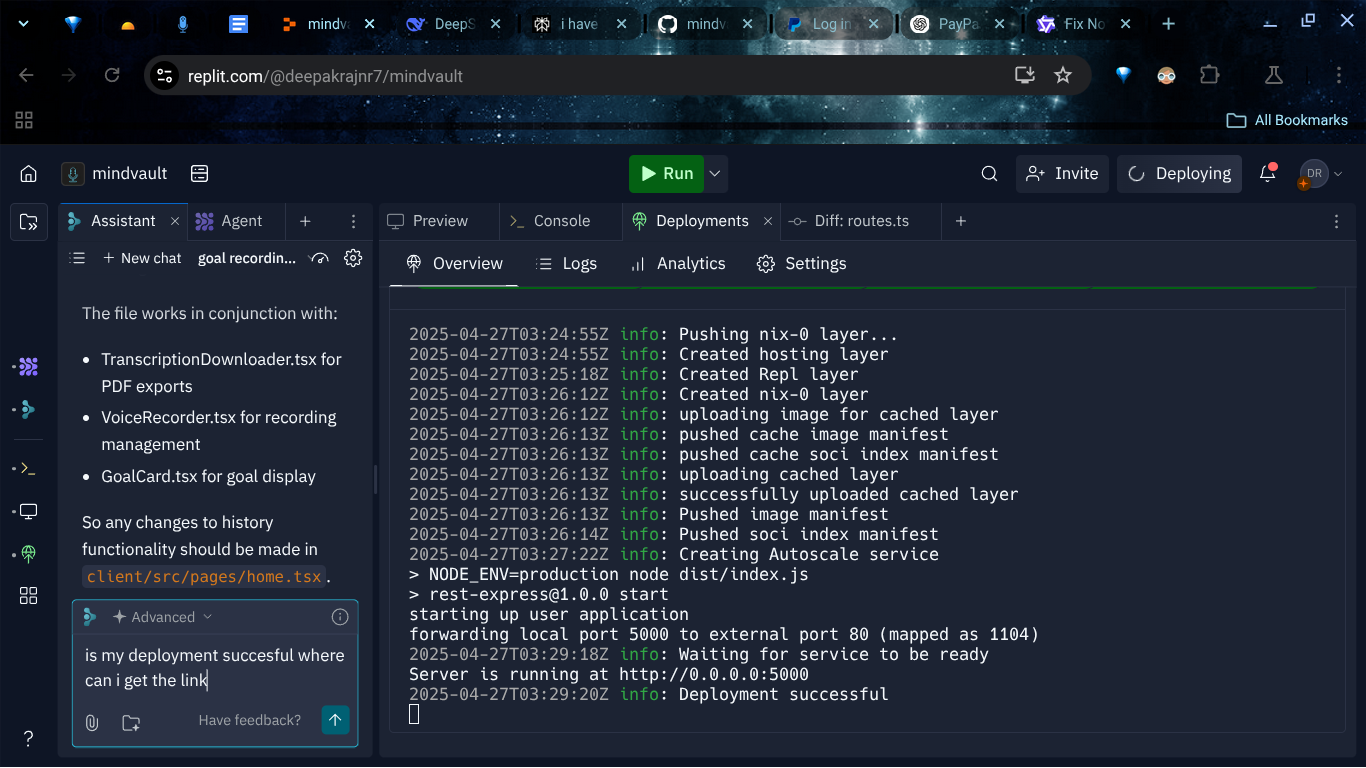 mindv
DeepS
i have
mindv
Log in
PayPa
Fix No
replit.com/@deepakrajnr7/mindvault
All Bookmarks
mindvault
Run
Invite
Deploying
DR
Assistant
Agent
Preview
Console
Deployments
Diff: routes.ts
New chat
goal recordin...
Overview
Logs
Analytics
Settings
The file works in conjunction with:
• TranscriptionDownloader.tsx for
PDF exports
• VoiceRecorder.tsx for recording
management
• GoalCard.tsx for goal display
So any changes to history
functionality should be made in
client/src/pages/home.tsx.
Advanced
is my deployment succesful where
can i get the link
Have feedback?
2025-04-27T03:24:55Z info: Pushing nix-0 layer...
2025-04-27T03:24:55Z info: Created hosting layer
2025-04-27T03:25:18Z info: Created Repl layer
2025-04-27T03:26:12Z info: Created nix-0 layer
2025-04-27T03:26:12Z info: uploading image for cached layer
2025-04-27T03:26:13Z info: pushed cache image manifest
2025-04-27T03:26:13Z info: pushed cache soci index manifest
2025-04-27T03:26:13Z info: uploading cached layer
2025-04-27T03:26:13Z info: successfully uploaded cached layer
2025-04-27T03:26:13Z info: Pushed image manifest
2025-04-27T03:26:14Z info: Pushed soci index manifest
2025-04-27T03:27:22Z info: Creating Autoscale service
> NODE_ENV=production node dist/index.js
> rest-express@1.0.0 start
starting up user application
forwarding local port 5000 to external port 80 (mapped as 1104)
2025-04-27T03:29:18Z info: Waiting for service to be ready
Server is running at http://0.0.0.0:5000
2025-04-27T03:29:20Z info: Deployment successful